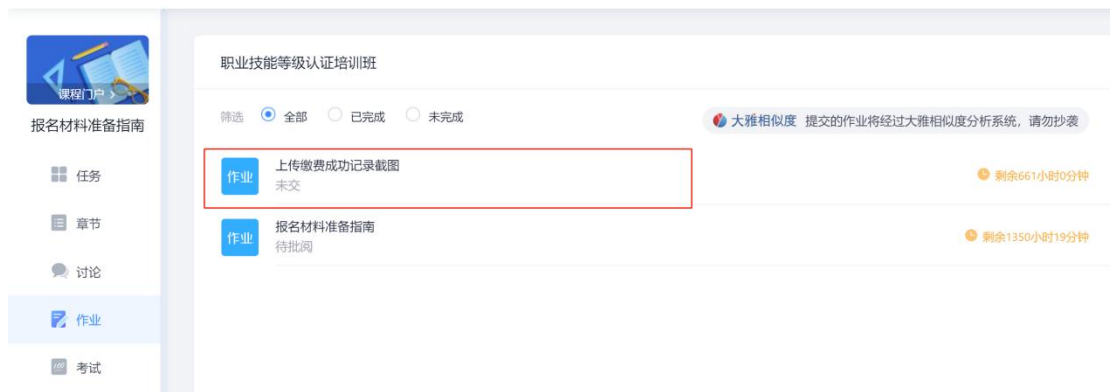 课程门户 >
报名材料准备指南
任务
章节
讨论
作业
考试
职业技能等级认证培训班
筛选 全部 已完成 未完成
大雅相似度 提交的作业将经过大雅相似度分析系统，请勿抄袭
作业 上传缴费成功记录截图
未交
剩余661小时0分钟
作业 报名材料准备指南
待批阅
剩余1350小时19分钟